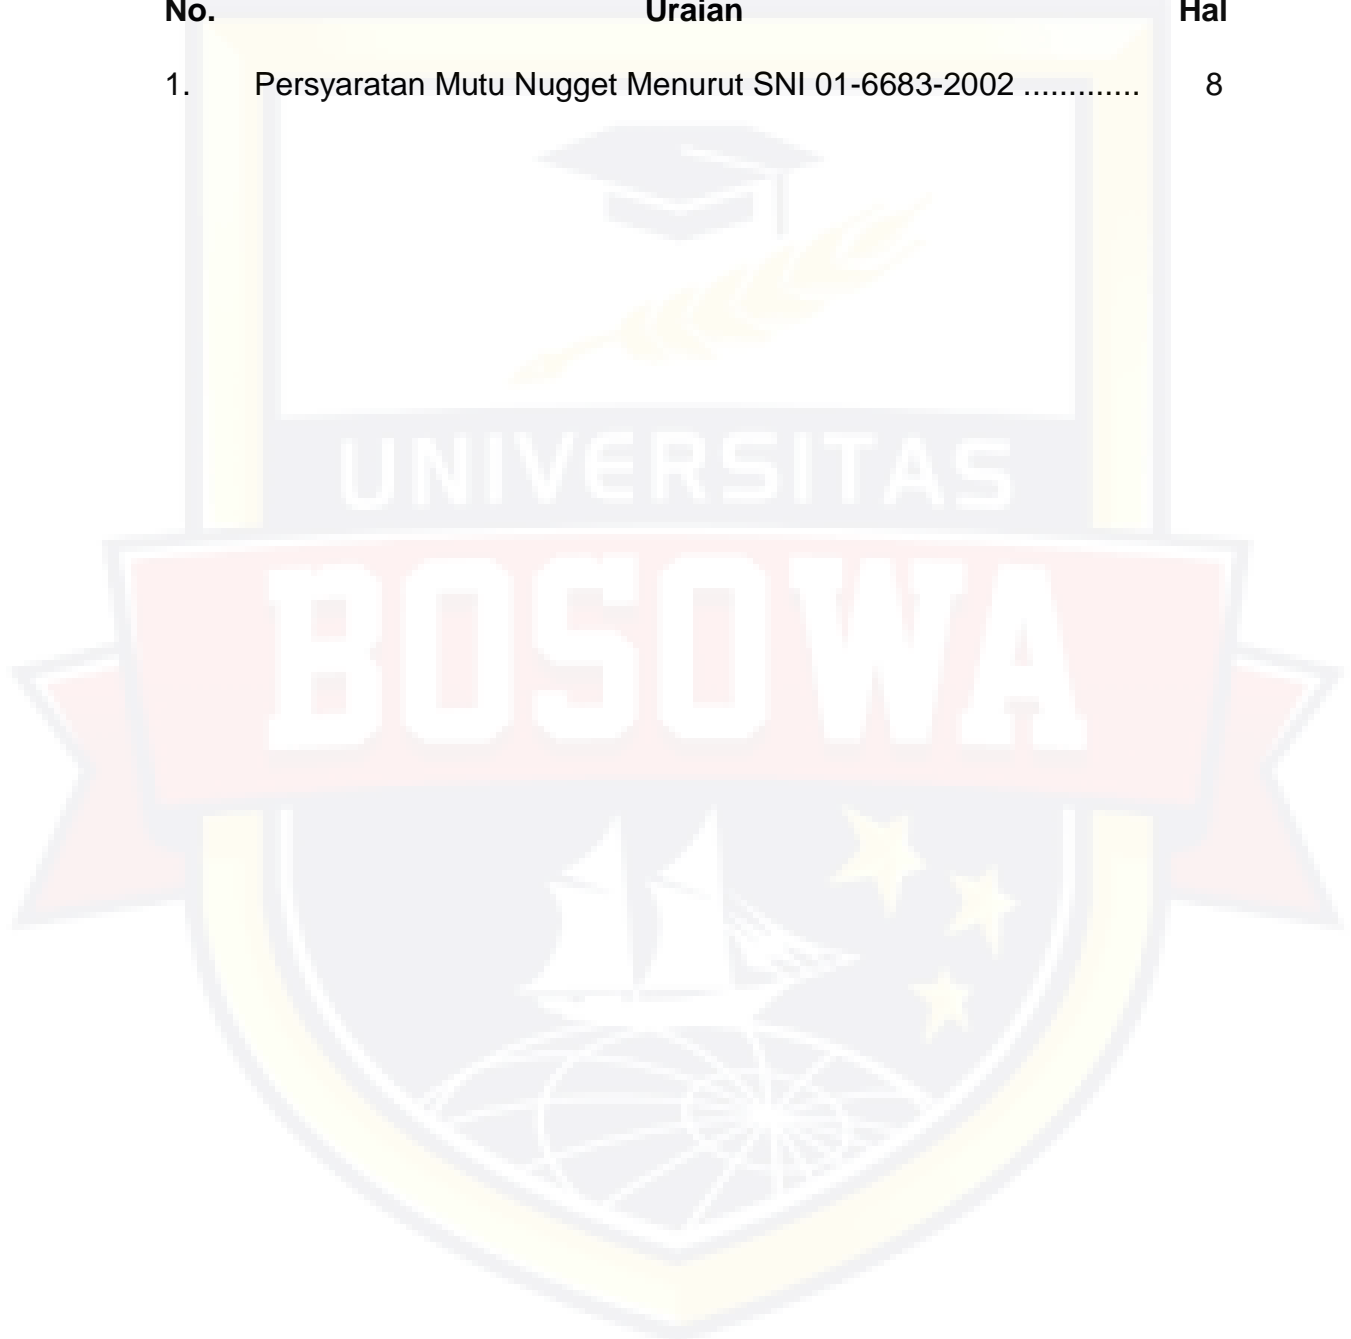 No. Uraian Hal
1. Persyaratan Mutu Nugget Menurut SNI 01-6683-2002 ............. 8
UNIVERSITAS
BOSOWA